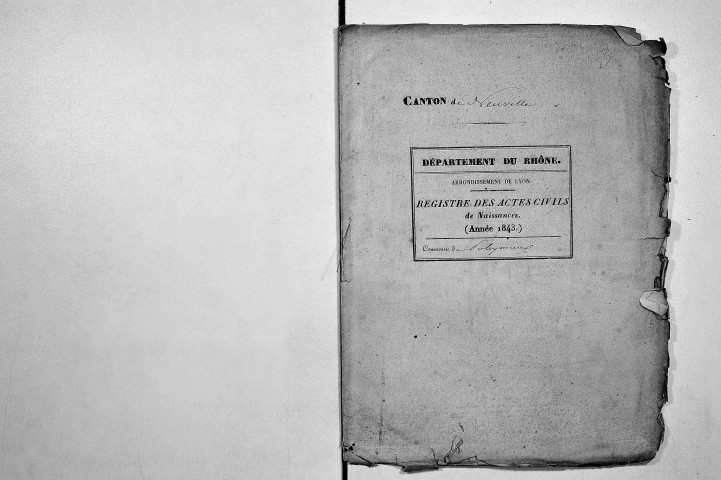 CANTON de Neuville
DÉPARTEMENT DU RHÔNE.
ARRONDISSEMENT DE LYON.
REGISTRE DES ACTES CIVILS
de Naissances.
(Année 1843.)
Commune de Poleymieux